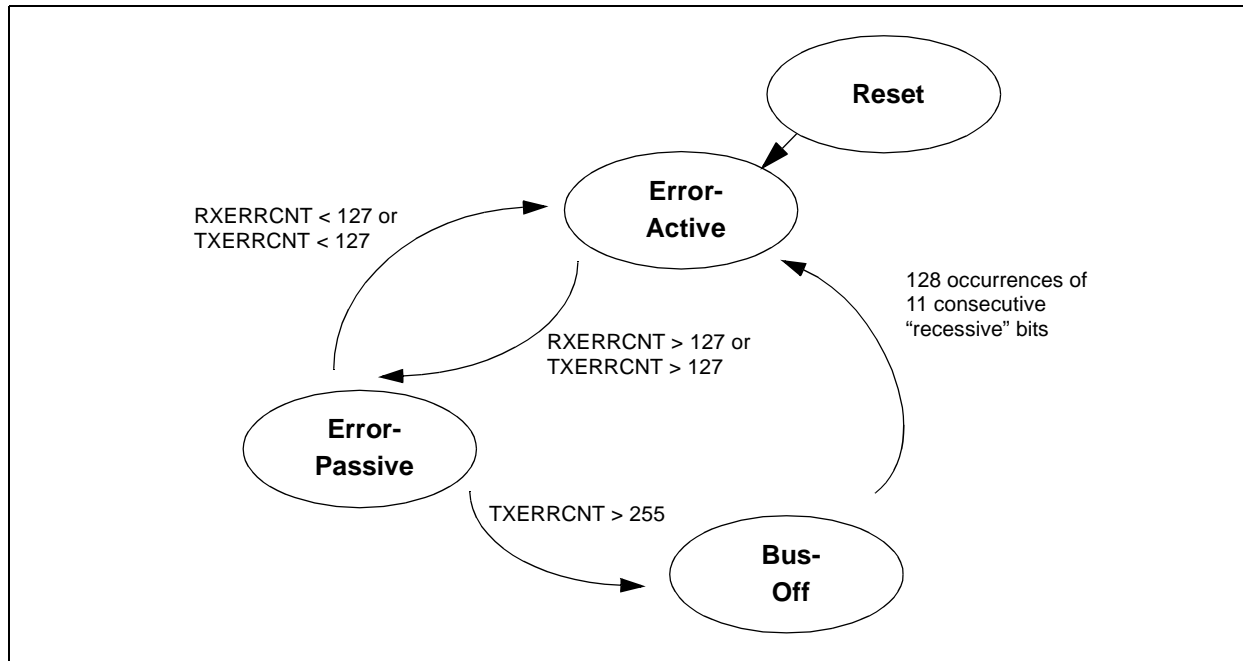 Reset
Error-
Active
RXERRCNT < 127 or
TXERRCNT < 127
128 occurrences of
11 consecutive
“recessive” bits
RXERRCNT > 127 or
TXERRCNT > 127
Error-
Passive
TXERRCNT > 255
Bus-
Off